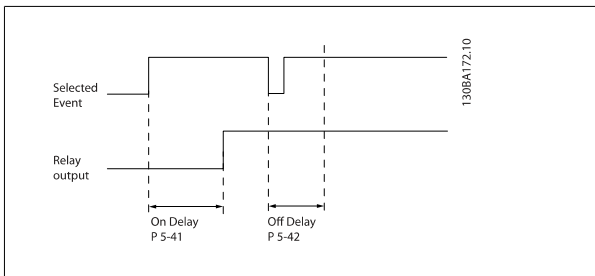 130BA172.10
Selected
Event
Relay
output
On Delay
P 5-41
Off Delay
P 5-42